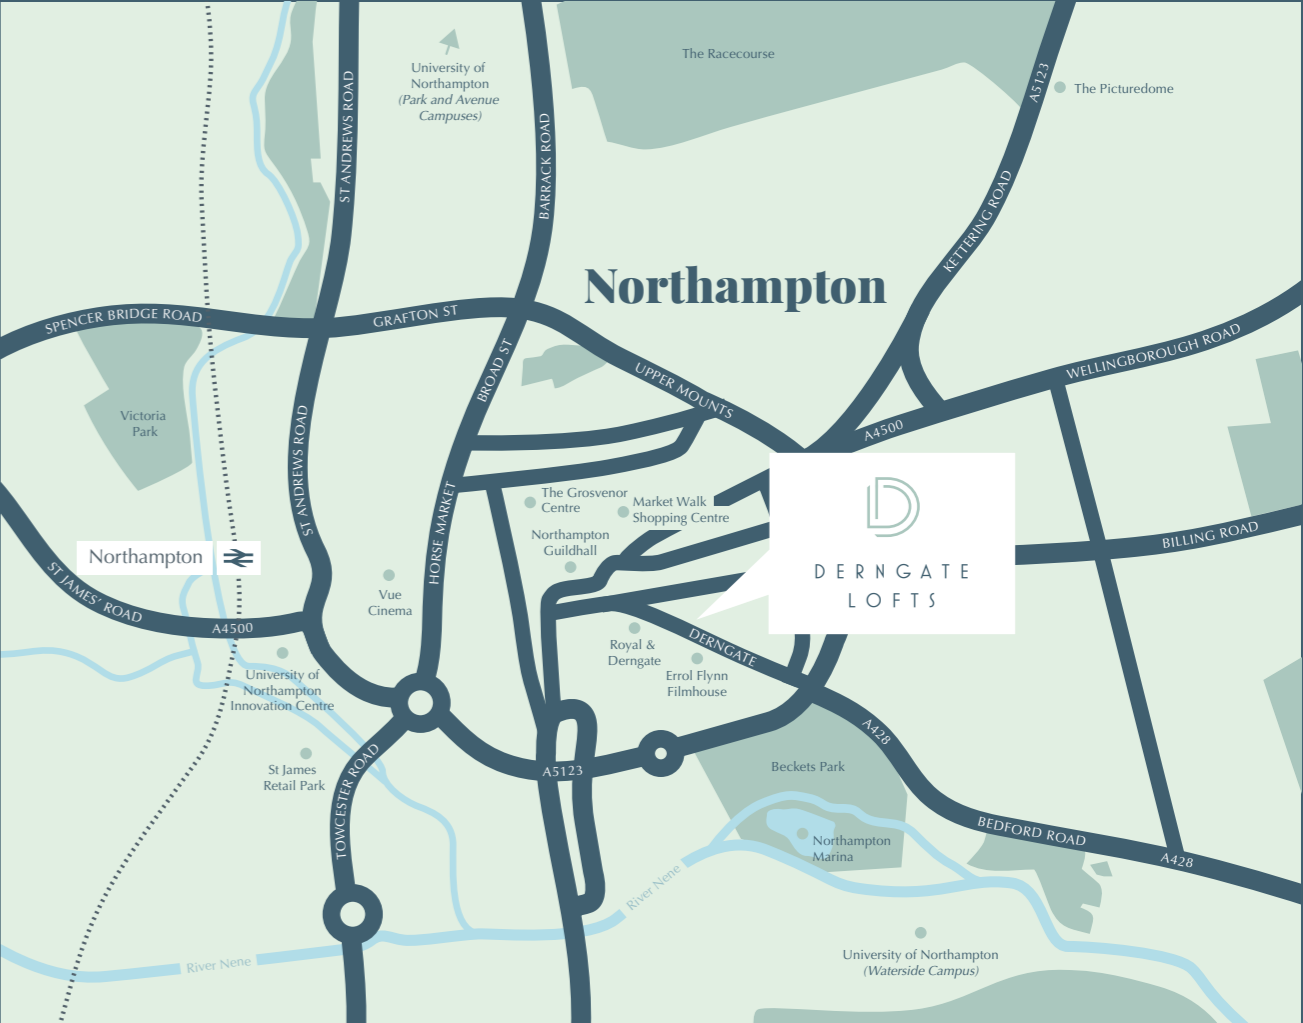 The Racecourse
University of
Northampton
(Park and Avenue
Campuses)
A5123
The Picturedome
ST ANDREWS ROAD
BARRACK ROAD
KETTERING ROAD
Northampton
SPENCER BRIDGE ROAD
GRAFTON ST
BROAD ST
UPPER MOUNTS
WELLINGBOROUGH ROAD
A4500
Victoria
Park
ST ANDREWS ROAD
HORSE MARKET
The Grosvenor
Centre
Market Walk
Shopping Centre
Northampton
Guildhall
DERNGATE
LOFTS
BILLING ROAD
Northampton
ST JAMES' ROAD
A4500
Vue
Cinema
Royal &
Derngate
DERNGATE
Errol Flynn
Filmhouse
University of
Northampton
Innovation Centre
St James
Retail Park
TOWCESTER ROAD
A5123
A428
Beckets Park
BEDFORD ROAD
A428
Northampton
Marina
River Nene
River Nene
University of Northampton
(Waterside Campus)